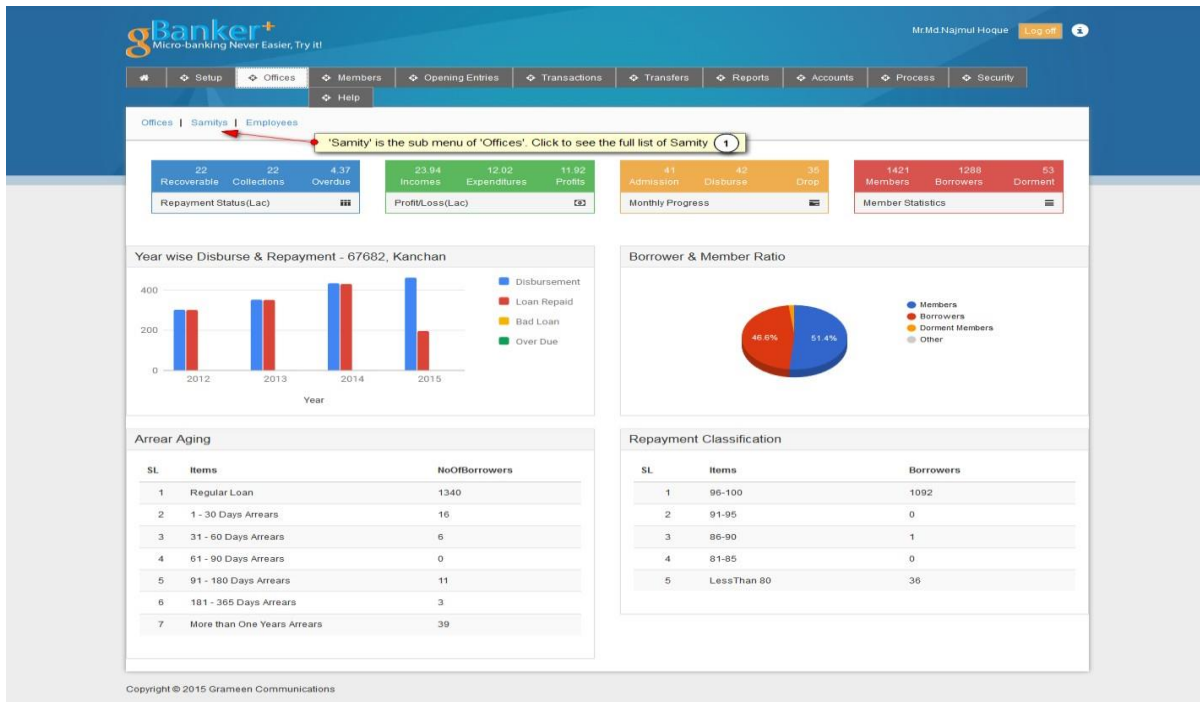 gBanker+
Micro-banking Never Easier, Try it!
Mr.Md.Najmul Hoque Log off i
Setup Offices Members Opening Entries Transactions Transfers Reports Accounts Process Security
Help
Offices | Samitys | Employees
'Samity' is the sub menu of 'Offices'. Click to see the full list of Samity 1
22 22 4.37
Recoverable Collections Overdue
Repayment Status(Lac)
23.94 12.02 11.92
Incomes Expenditures Profits
Profit/Loss(Lac)
41 42 35
Admission Disburse Drop
Monthly Progress
1421 1288 53
Members Borrowers Dorment
Member Statistics
Year wise Disburse & Repayment - 67682, Kanchan
400
200
0
2012 2013 2014 2015
Year
Disbursement
Loan Repaid
Bad Loan
Over Due
Borrower & Member Ratio
46.6% 51.4%
Members
Borrowers
Dorment Members
Other
Arrear Aging
SL Items NoOfBorrowers
1 Regular Loan 1340
2 1 - 30 Days Arrears 16
3 31 - 60 Days Arrears 6
4 61 - 90 Days Arrears 0
5 91 - 180 Days Arrears 11
6 181 - 365 Days Arrears 3
7 More than One Years Arrears 39
Repayment Classification
SL Items Borrowers
1 96-100 1092
2 91-95 0
3 86-90 1
4 81-85 0
5 LessThan 80 36
Copyright © 2015 Grameen Communications